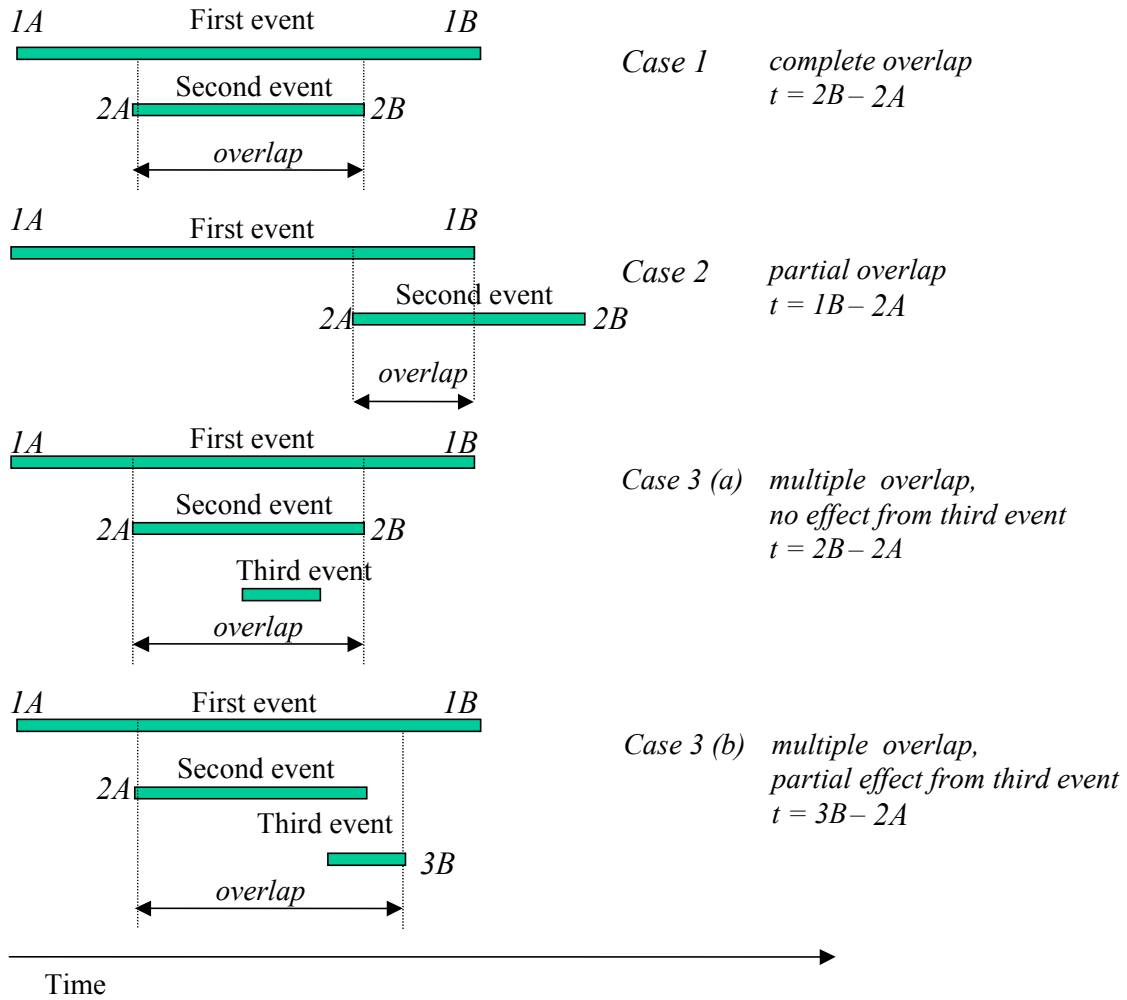 1A First event 1B
Second event
2A 2B
overlap
Case 1 complete overlap
t = 2B – 2A
1A First event 1B
Second event
2A 2B
overlap
Case 2 partial overlap
t = 1B – 2A
1A First event 1B
Second event
2A 2B
Third event
overlap
Case 3 (a) multiple overlap,
no effect from third event
t = 2B – 2A
1A First event 1B
Second event
2A
Third event
3B
overlap
Case 3 (b) multiple overlap,
partial effect from third event
t = 3B – 2A
Time